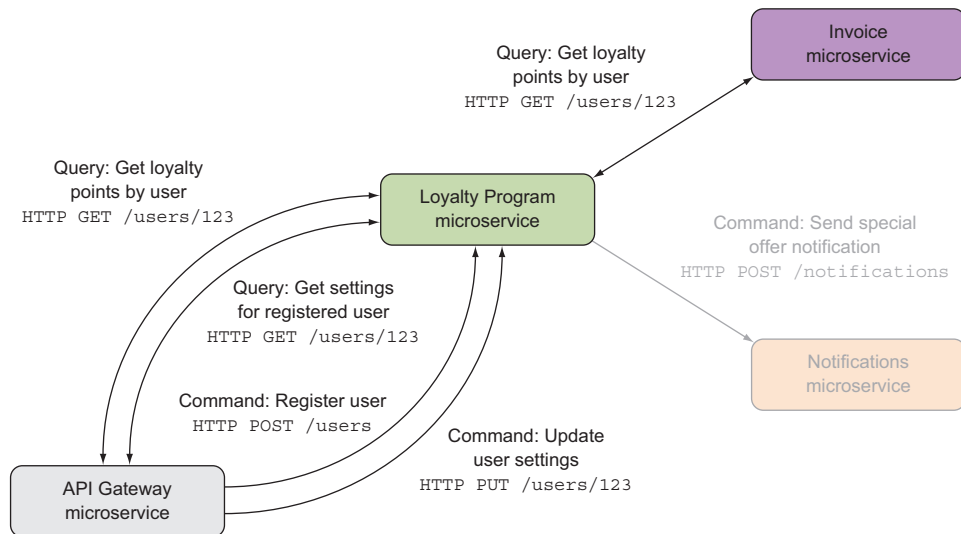 Invoice
microservice
Query: Get loyalty
points by user
HTTP GET /users/123
Query: Get loyalty
points by user
HTTP GET /users/123
Loyalty Program
microservice
Command: Send special
offer notification
HTTP POST /notifications
Query: Get settings
for registered user
HTTP GET /users/123
Notifications
microservice
Command: Register user
HTTP POST /users
Command: Update
user settings
HTTP PUT /users/123
API Gateway
microservice